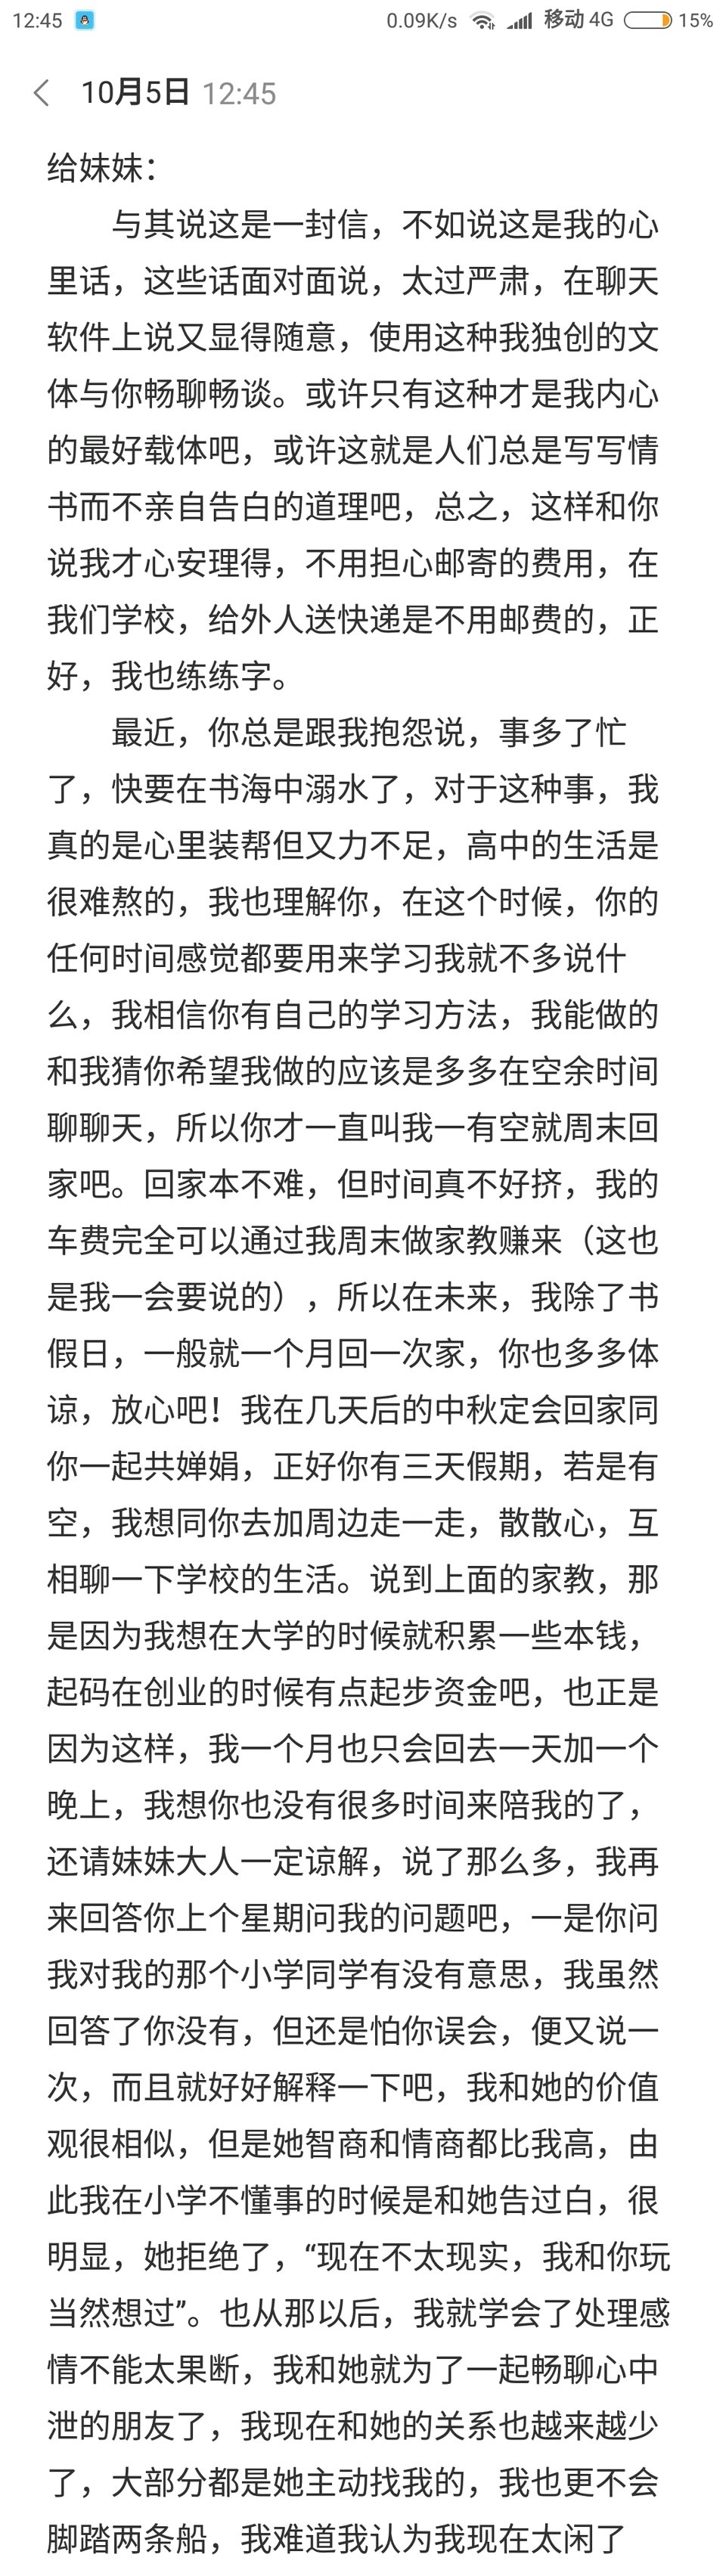 12:45 0.09K/s 移动 4G 15%
10月5日 12:45
给妹妹：
与其说这是一封信，不如说这是我的心
里话，这些话面对面说，太过严肃，在聊天
软件上说又显得随意，使用这种我独创的文
体与你畅聊畅谈。或许只有这种才是我内心
的最好载体吧，或许这就是人们总是写写情
书而不亲自告白的道理吧，总之，这样和你
说我才心安理得，不用担心邮寄的费用，在
我们学校，给外人送快递是不用邮费的，正
好，我也练练字。
最近，你总是跟我抱怨说，事多了忙
了，快要在书海中溺水了，对于这种事，我
真的是心里装帮但又力不足，高中的生活是
很难熬的，我也理解你，在这个时候，你的
任何时间感觉都要用来学习我就不多说什
么，我相信你有自己的学习方法，我能做的
和我猜你希望我做的应该是多多在空余时间
聊聊天，所以你才一直叫我一有空就周末回
家吧。回家本不难，但时间真不好挤，我的
车费完全可以通过我周末做家教赚来（这也
是我一会要说的），所以在未来，我除了书
假日，一般就一个月回一次家，你也多多体
谅，放心吧！我在几天后的中秋定会回家同
你一起共婵娟，正好你有三天假期，若是有
空，我想同你去加周边走一走，散散心，互
相聊一下学校的生活。说到上面的家教，那
是因为我想在大学的时候就积累一些本钱，
起码在创业的时候有点起步资金吧，也正是
因为这样，我一个月也只会回去一天加一个
晚上，我想你也没有很多时间来陪我的了，
还请妹妹大人一定谅解，说了那么多，我再
来回答你上个星期问我的问题吧，一是你问
我对我的那个小学同学有没有意思，我虽然
回答了你没有，但还是怕你误会，便又说一
次，而且就好好解释一下吧，我和她的价值
观很相似，但是她智商和情商都比我高，由
此我在小学不懂事的时候是和她告过白，很
明显，她拒绝了，“现在不太现实，我和你玩
当然想过”。也从那以后，我就学会了处理感
情不能太果断，我和她就为了一起畅聊心中
泄的朋友了，我现在和她的关系也越来越少
了，大部分都是她主动找我的，我也更不会
脚踏两条船，我难道我认为我现在太闲了